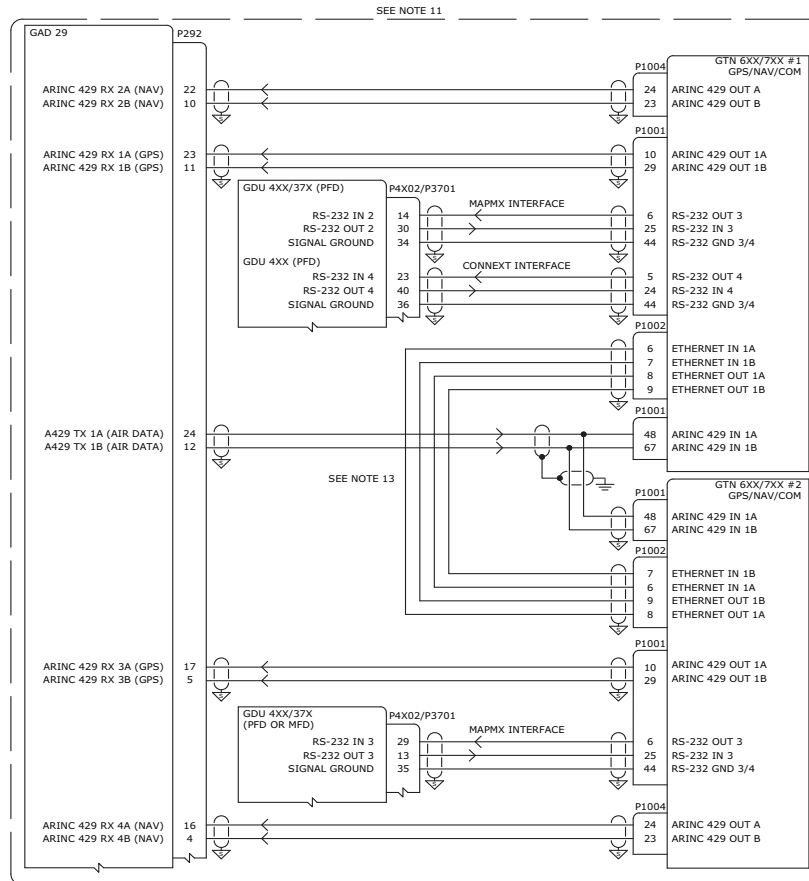 SEE NOTE 11
GAD 29
P292
ARINC 429 RX 2A (NAV) 22
ARINC 429 RX 2B (NAV) 10
P1004
GTN 6XX/7XX #1
GPS/NAV/COM
24 ARINC 429 OUT A
23 ARINC 429 OUT B
ARINC 429 RX 1A (GPS) 23
ARINC 429 RX 1B (GPS) 11
P1001
10 ARINC 429 OUT 1A
29 ARINC 429 OUT 1B
GDU 4XX/37X (PFD)
P4X02/P3701
MAPMX INTERFACE
RS-232 IN 2 14
6 RS-232 OUT 3
RS-232 OUT 2 30
25 RS-232 IN 3
SIGNAL GROUND 34
44 RS-232 GND 3/4
GDU 4XX (PFD)
CONNEXT INTERFACE
RS-232 IN 4 23
5 RS-232 OUT 4
RS-232 OUT 4 40
24 RS-232 IN 4
SIGNAL GROUND 36
44 RS-232 GND 3/4
P1002
6 ETHERNET IN 1A
7 ETHERNET IN 1B
8 ETHERNET OUT 1A
9 ETHERNET OUT 1B
P1001
A429 TX 1A (AIR DATA) 24
48 ARINC 429 IN 1A
A429 TX 1B (AIR DATA) 12
67 ARINC 429 IN 1B
SEE NOTE 13
GTN 6XX/7XX #2
GPS/NAV/COM
P1001
48 ARINC 429 IN 1A
67 ARINC 429 IN 1B
P1002
7 ETHERNET IN 1B
6 ETHERNET IN 1A
9 ETHERNET OUT 1B
8 ETHERNET OUT 1A
P1001
ARINC 429 RX 3A (GPS) 17
10 ARINC 429 OUT 1A
ARINC 429 RX 3B (GPS) 5
29 ARINC 429 OUT 1B
GDU 4XX/37X
(PFD OR MFD)
P4X02/P3701
MAPMX INTERFACE
RS-232 IN 3 29
6 RS-232 OUT 3
RS-232 OUT 3 13
25 RS-232 IN 3
SIGNAL GROUND 35
44 RS-232 GND 3/4
P1004
ARINC 429 RX 4A (NAV) 16
24 ARINC 429 OUT A
ARINC 429 RX 4B (NAV) 4
23 ARINC 429 OUT B